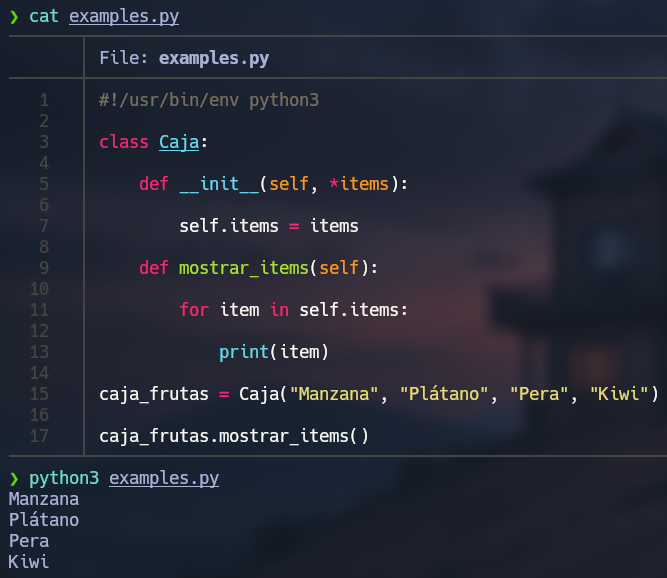 ❯ cat examples.py
File: examples.py
1 #!/usr/bin/env python3
2
3 class Caja:
4
5     def __init__(self, *items):
6
7         self.items = items
8
9     def mostrar_items(self):
10
11         for item in self.items:
12
13             print(item)
14
15 caja_frutas = Caja("Manzana", "Plátano", "Pera", "Kiwi")
16
17 caja_frutas.mostrar_items()
❯ python3 examples.py
Manzana
Plátano
Pera
Kiwi